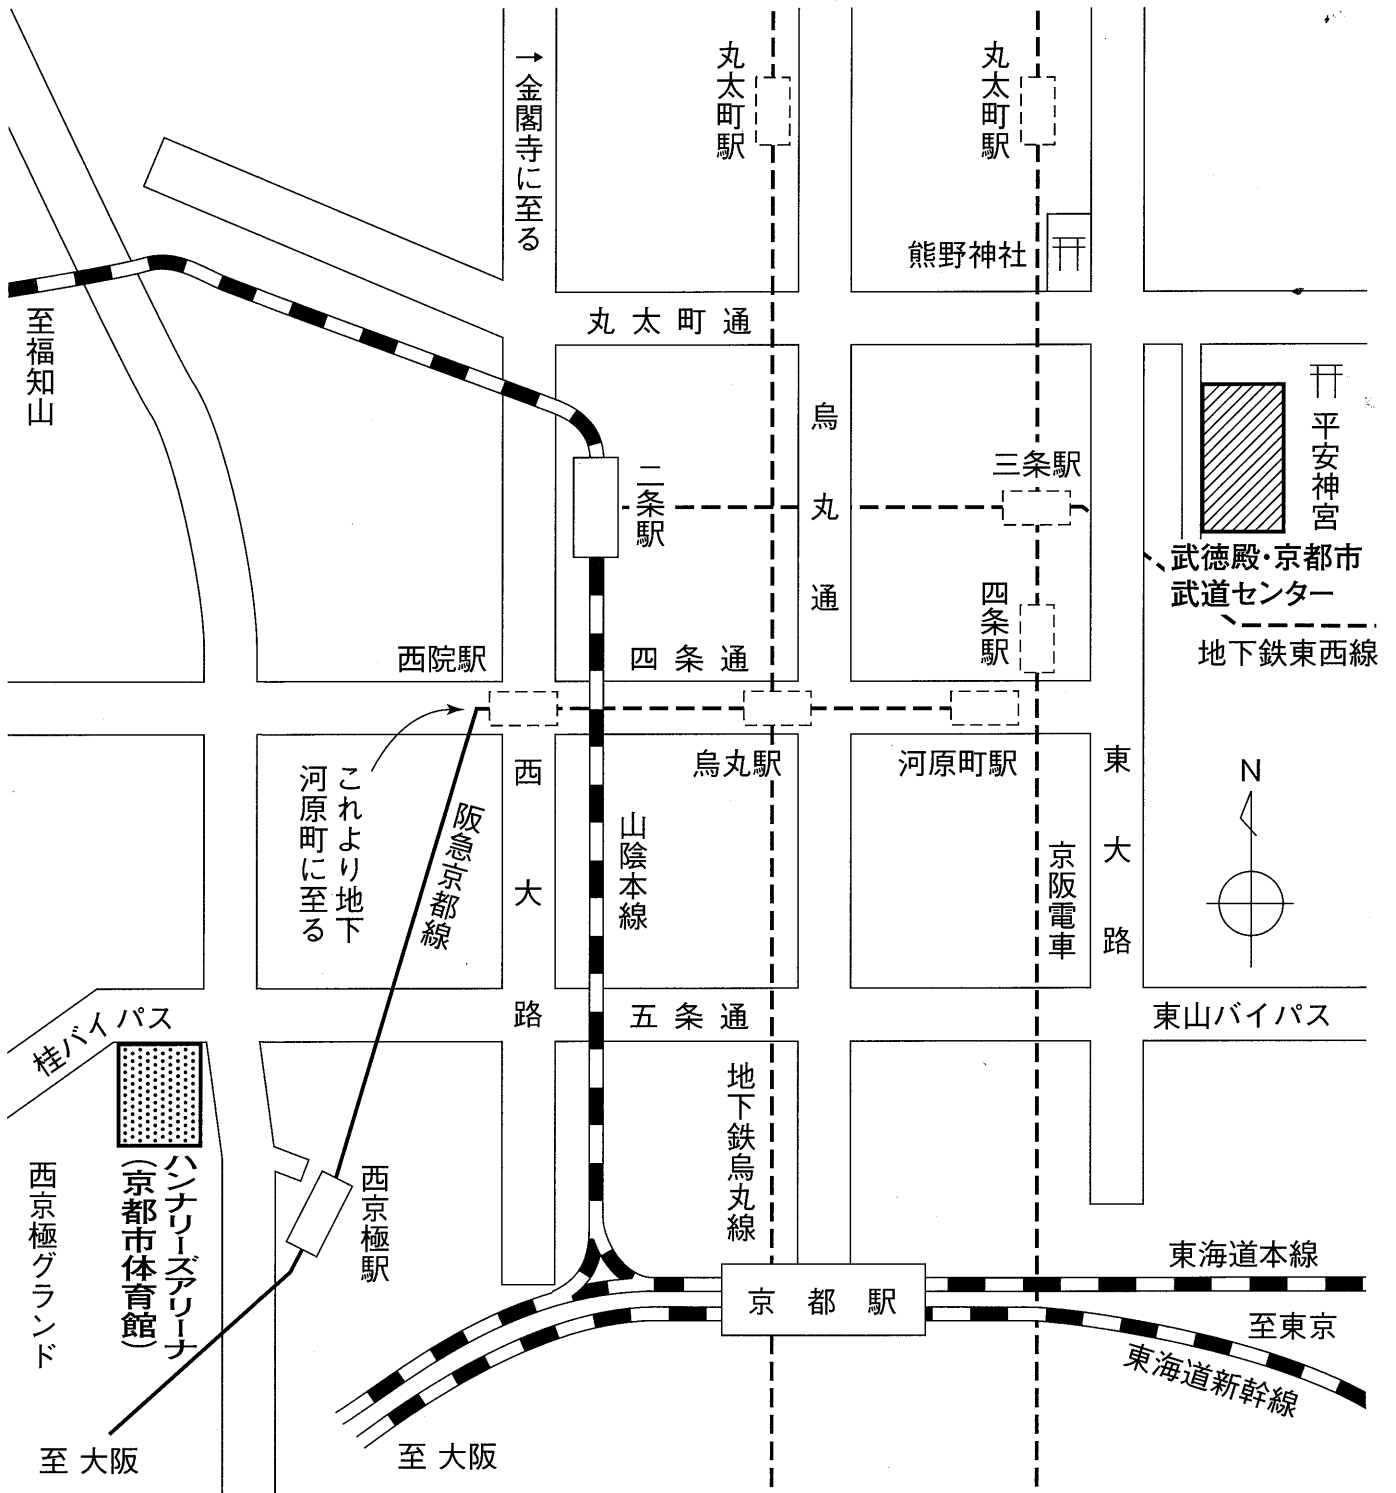 →金閣寺に至る
丸太町駅
丸太町駅
熊野神社
丸太町通
至福知山
烏丸通
平安神宮
三条駅
二条駅
武徳殿・京都市
武道センター
四条駅
地下鉄東西線
西院駅
四条通
烏丸駅
河原町駅
これより地下
河原町に至る
阪急京都線
西大路
山陰本線
京阪電車
東大路
N
桂バイパス
五条通
東山バイパス
地下鉄烏丸線
西京極グランド
ハンナリーズアリーナ
(京都市体育館)
西京極駅
京都駅
東海道本線
至東京
東海道新幹線
至 大阪
至 大阪